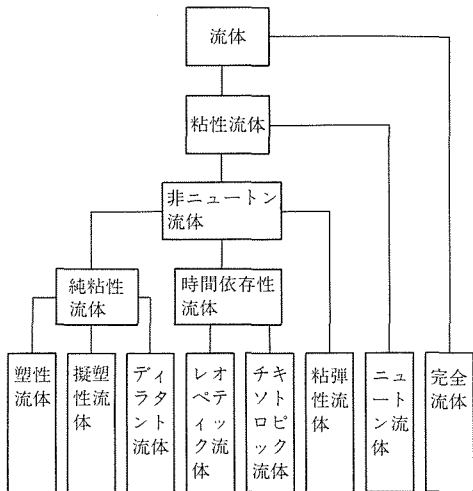 流体
粘性流体
非ニュートン
流体
純粘性
流体
時間依存性
流体
塑性
流体
擬塑
性流
体
ディ
ラタ
ント
流体
レオ
ペテ
ィッ
ク流
体
チキ
ソト
ロピ
ック
流体
粘弾
性流
体
ニュ
ート
ン流
体
完全
流体